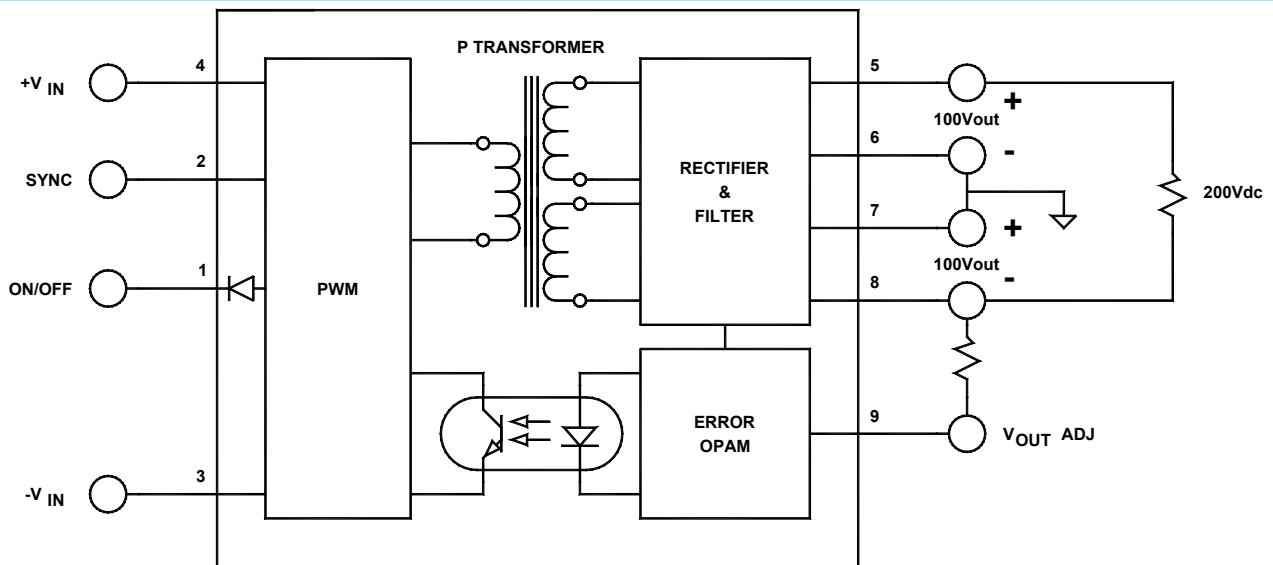 P TRANSFORMER
4
+V IN
2
SYNC
1
ON/OFF
PWM
3
-V IN
RECTIFIER
&
FILTER
ERROR
OPAM
5
+
100Vout
6
-
7
+
100Vout
8
-
200Vdc
9
VOUT ADJ